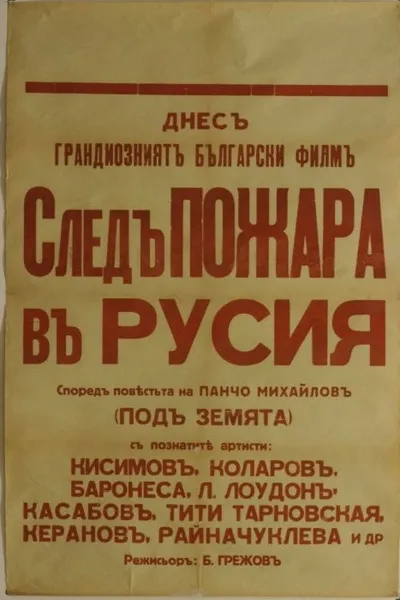 ДНЕСЪ
ГРАНДИОЗНИЯТЪ БЪЛГАРСКИ ФИЛМЪ
СЛЕДЪ ПОЖАРА
ВЪ РУСИЯ
Споредъ повѣстьта на ПАНЧО МИХАЙЛОВЪ
(ПОДЪ ЗЕМЯТА)
съ познатитѣ артисти:
КИСИМОВЪ, КОЛАРОВЪ,
БАРОНЕСА, Л. ЛОУДОНЪ,
КАСАБОВЪ, ТИТИ ТАРНОВСКАЯ,
КЕРАНОВЪ, РАЙНАЧУКЛЕВА и др
Режисьоръ: Б. ГРЕЖОВЪ